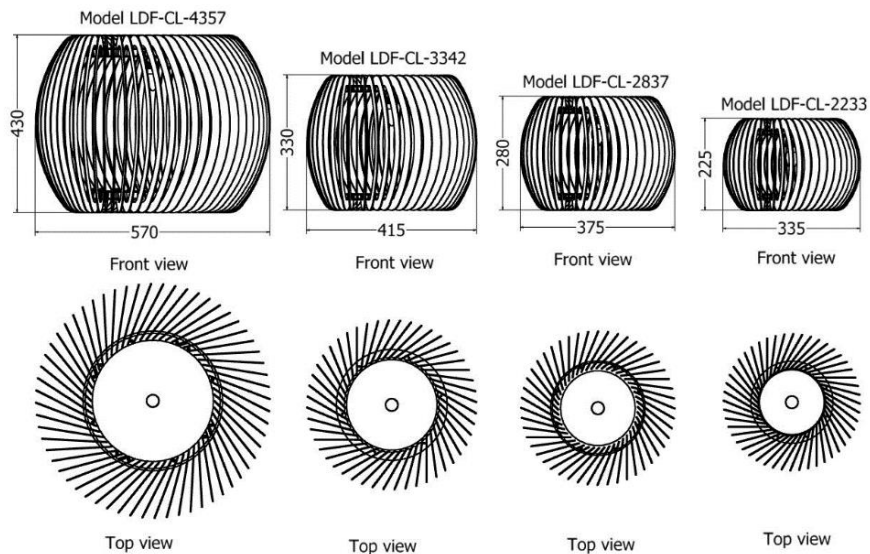 Model LDF-CL-4357
Model LDF-CL-3342
Model LDF-CL-2837
Model LDF-CL-2233
430
330
280
225
570
415
375
335
Front view
Front view
Front view
Front view
Top view
Top view
Top view
Top view